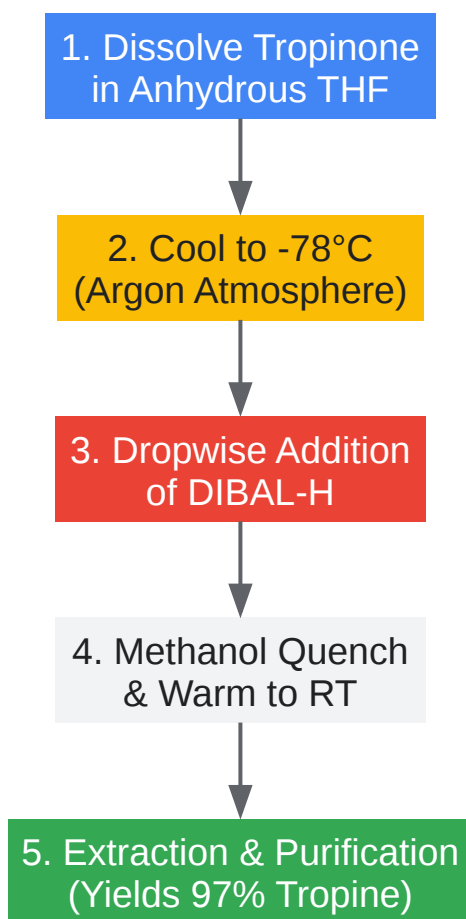 1. Dissolve Tropinone
in Anhydrous THF
2. Cool to -78°C
(Argon Atmosphere)
3. Dropwise Addition
of DIBAL-H
4. Methanol Quench
& Warm to RT
5. Extraction & Purification
(Yields 97% Tropine)